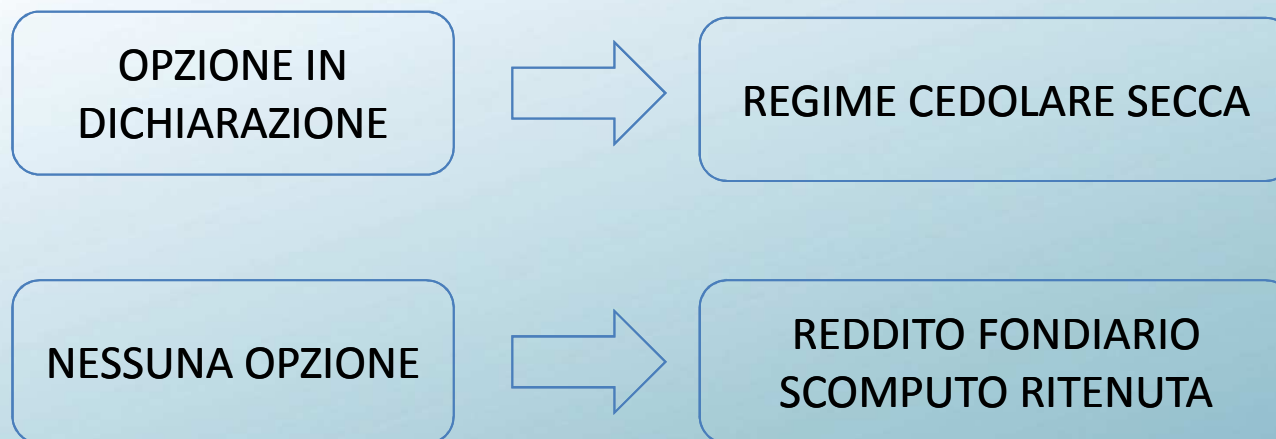 OPZIONE IN
DICHIARAZIONE
REGIME CEDOLARE SECCA
NESSUNA OPZIONE
REDDITO FONDIARIO
SCOMPUTO RITENUTA